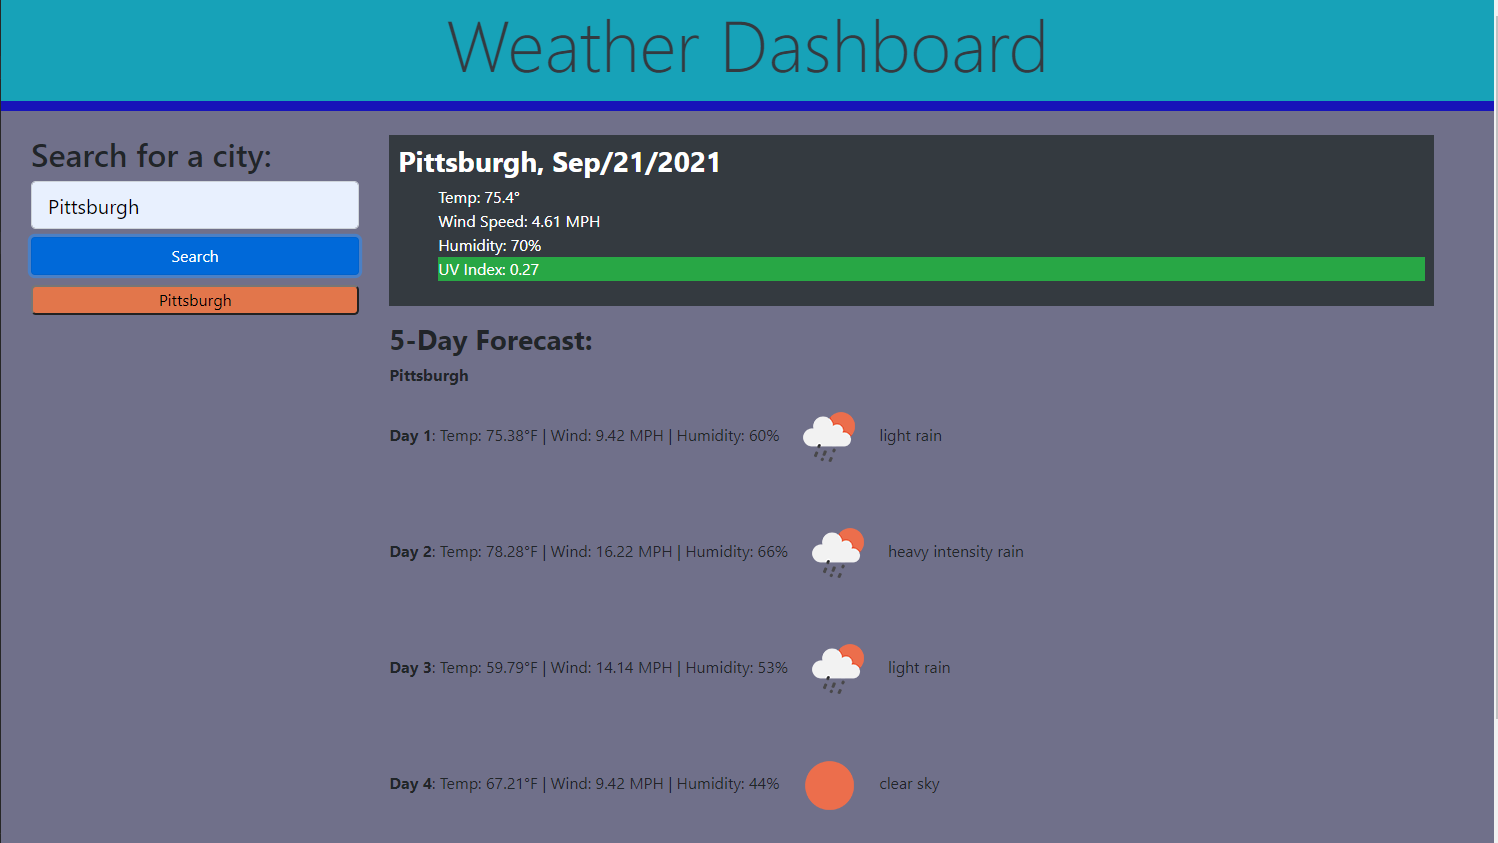 Weather Dashboard
Search for a city:
Pittsburgh
Search
Pittsburgh
Pittsburgh, Sep/21/2021
Temp: 75.4°
Wind Speed: 4.61 MPH
Humidity: 70%
UV Index: 0.27
5-Day Forecast:
Pittsburgh
Day 1: Temp: 75.38°F | Wind: 9.42 MPH | Humidity: 60% light rain
Day 2: Temp: 78.28°F | Wind: 16.22 MPH | Humidity: 66% heavy intensity rain
Day 3: Temp: 59.79°F | Wind: 14.14 MPH | Humidity: 53% light rain
Day 4: Temp: 67.21°F | Wind: 9.42 MPH | Humidity: 44% clear sky